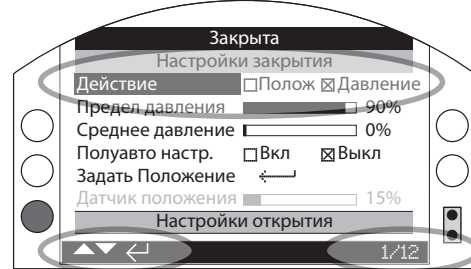 Закрыта
Настройки закрытия
Действие ☐Полож ☒Давление
Предел давления 90%
Среднее давление 0%
Полуавто настр. ☐Вкл ☒Выкл
Задать Положение
Датчик положения 15%
Настройки открытия
1/12